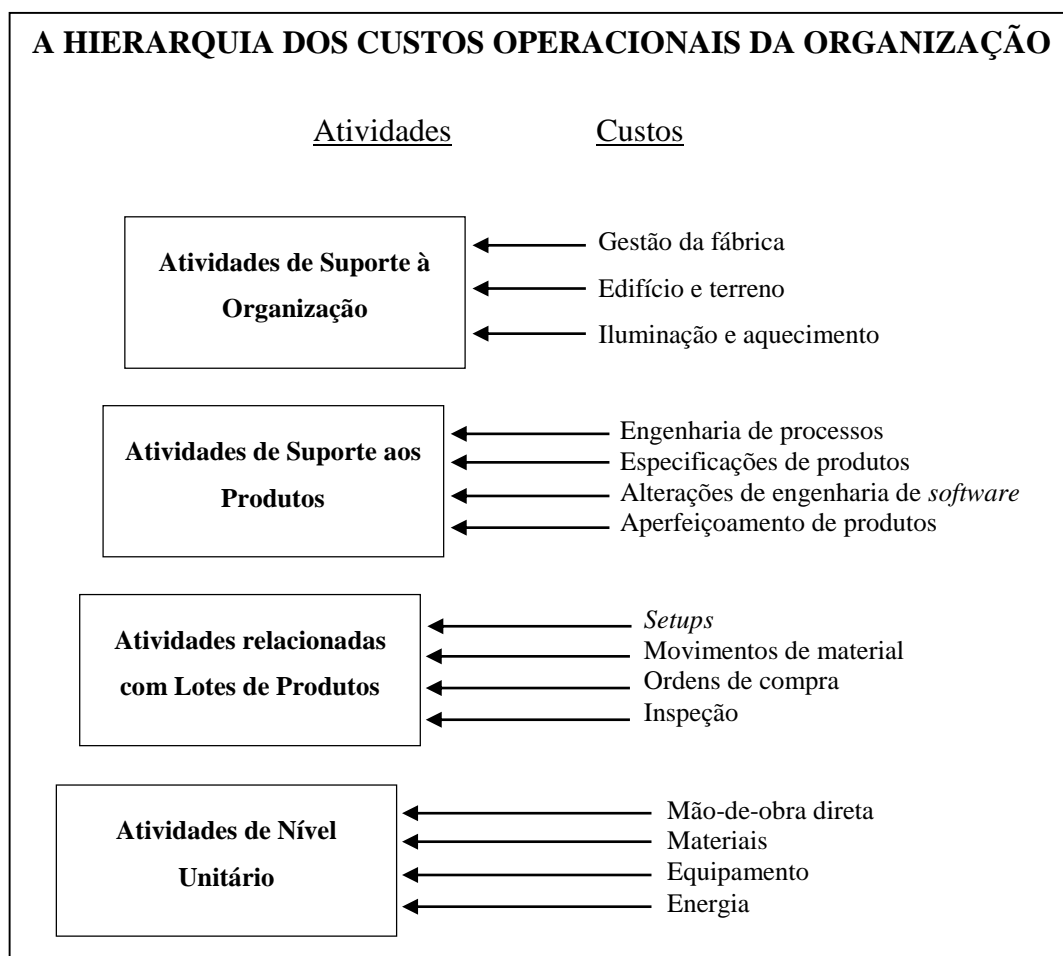 A HIERARQUIA DOS CUSTOS OPERACIONAIS DA ORGANIZAÇÃO
Atividades Custos
Atividades de Suporte à
Organização
Gestão da fábrica
Edifício e terreno
Iluminação e aquecimento
Atividades de Suporte aos
Produtos
Engenharia de processos
Especificações de produtos
Alterações de engenharia de software
Aperfeiçoamento de produtos
Atividades relacionadas
com Lotes de Produtos
Setups
Movimentos de material
Ordens de compra
Inspeção
Atividades de Nível
Unitário
Mão-de-obra direta
Materiais
Equipamento
Energia